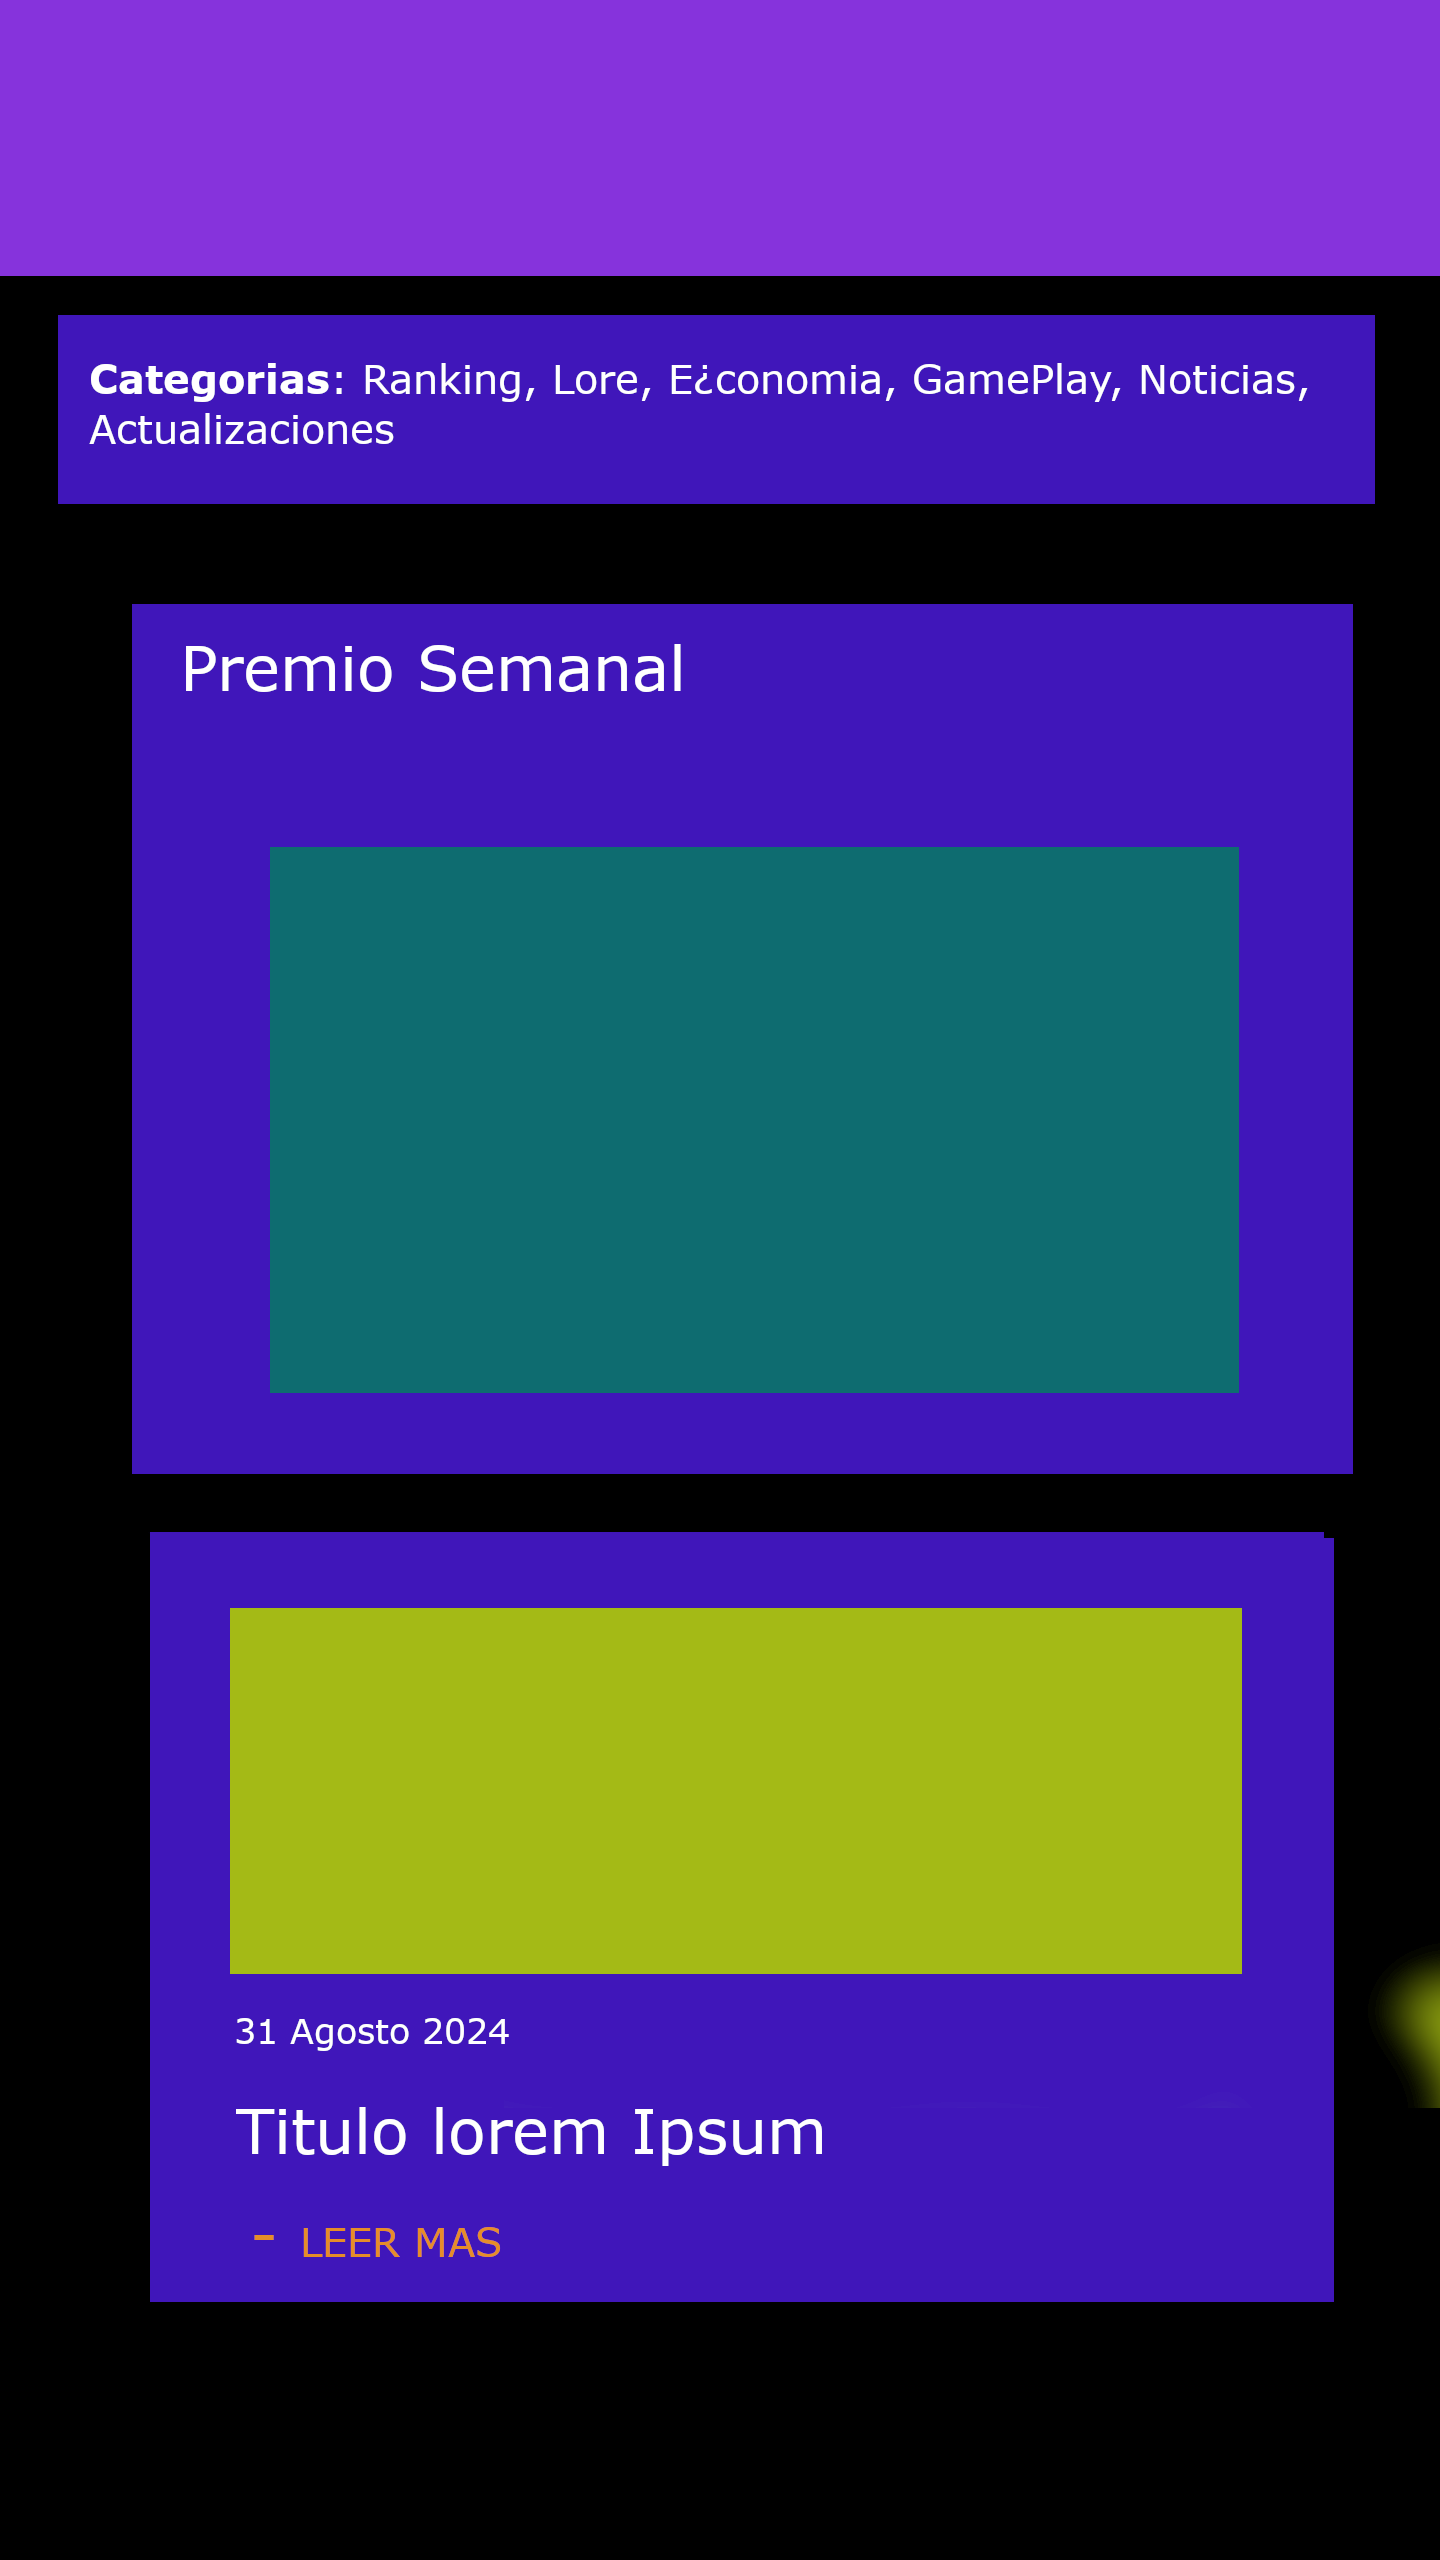 Categorias: Ranking, Lore, E¿conomia, GamePlay, Noticias,
Actualizaciones
Premio Semanal
31 Agosto 2024
Titulo lorem Ipsum
- LEER MAS